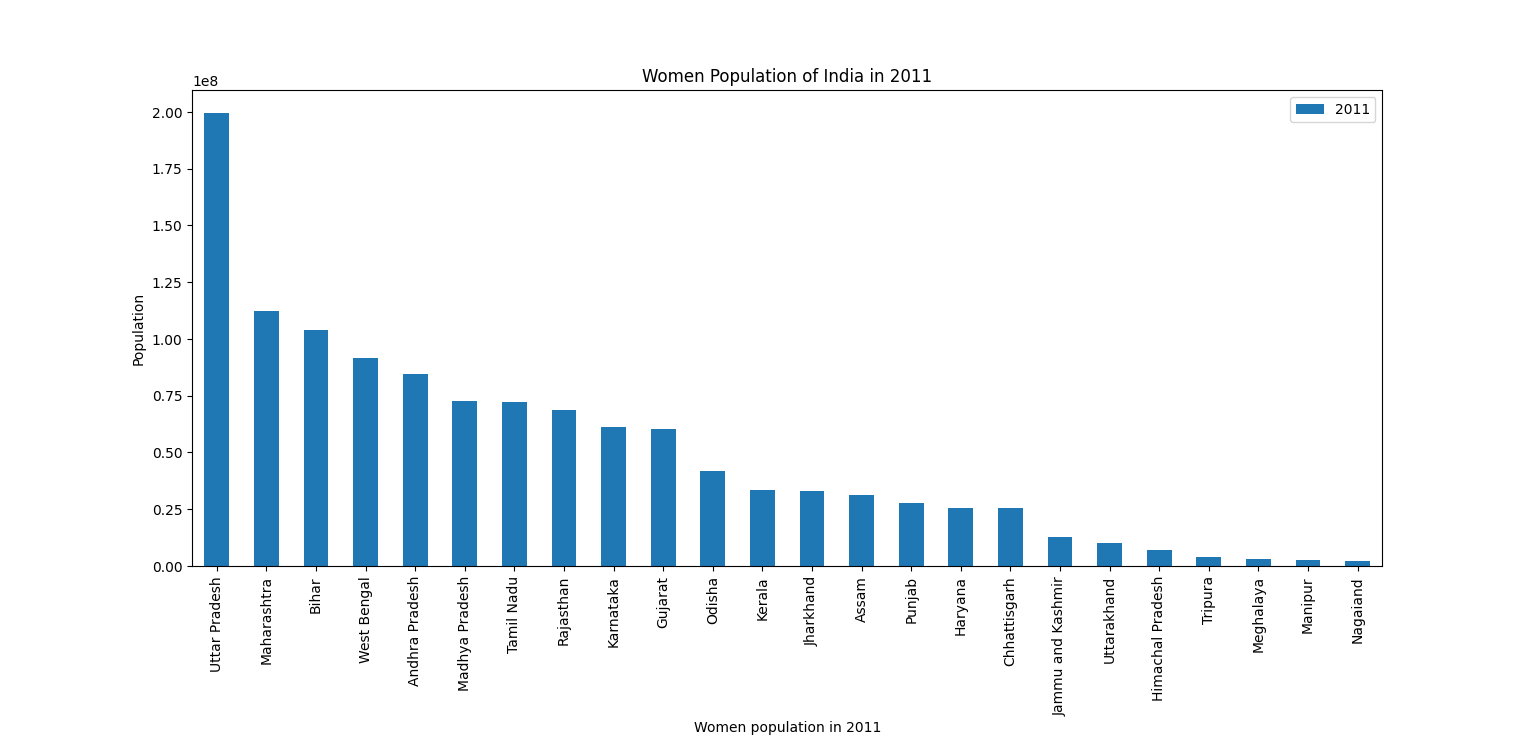 Women Population of India in 2011
1e8
2011
2.00
1.75
1.50
1.25
1.00
0.75
0.50
0.25
0.00
Population
Uttar Pradesh
Maharashtra
Bihar
West Bengal
Andhra Pradesh
Madhya Pradesh
Tamil Nadu
Rajasthan
Karnataka
Gujarat
Odisha
Kerala
Jharkhand
Assam
Punjab
Haryana
Chhattisgarh
Jammu and Kashmir
Uttarakhand
Himachal Pradesh
Tripura
Meghalaya
Manipur
Nagaiand
Women population in 2011